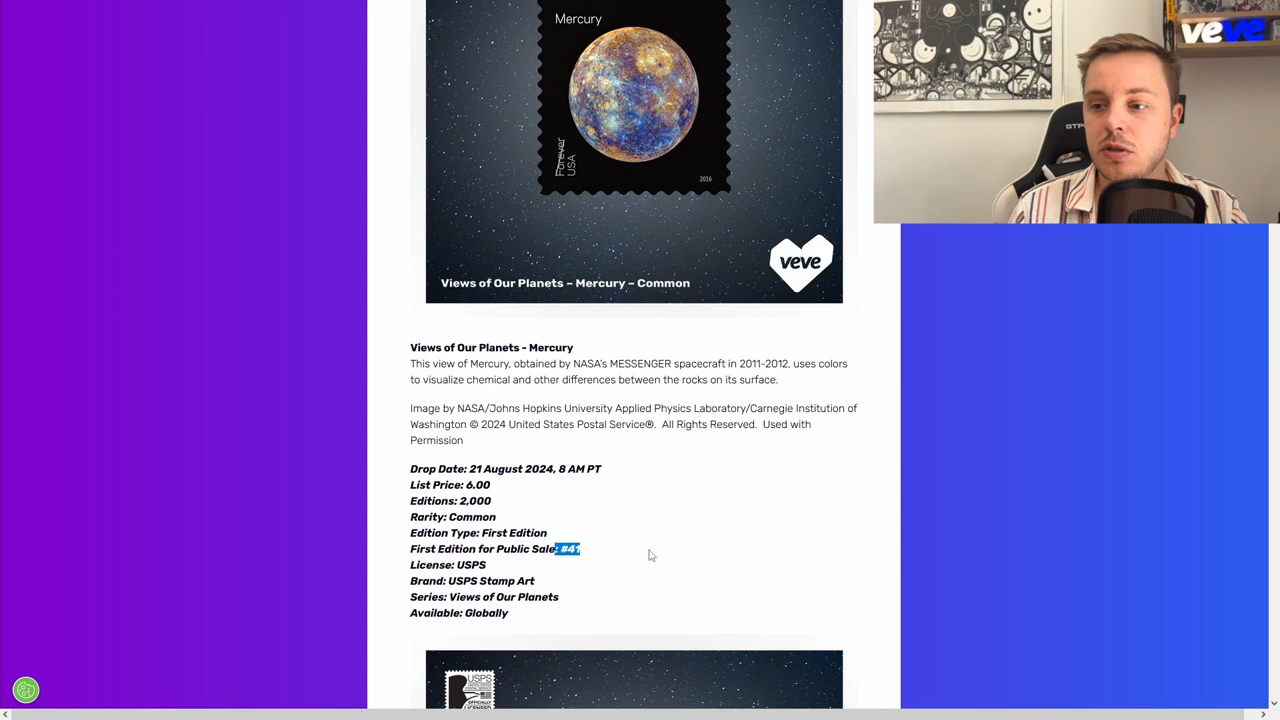 Mercury
Forever
USA
2016
veve
Views of Our Planets – Mercury – Common
veve
GTP
Views of Our Planets - Mercury
This view of Mercury, obtained by NASA's MESSENGER spacecraft in 2011-2012, uses colors
to visualize chemical and other differences between the rocks on its surface.
Image by NASA/Johns Hopkins University Applied Physics Laboratory/Carnegie Institution of
Washington © 2024 United States Postal Service®. All Rights Reserved. Used with
Permission
Drop Date: 21 August 2024, 8 AM PT
List Price: 6.00
Editions: 2,000
Rarity: Common
Edition Type: First Edition
First Edition for Public Sale: #41
License: USPS
Brand: USPS Stamp Art
Series: Views of Our Planets
Available: Globally
USPS